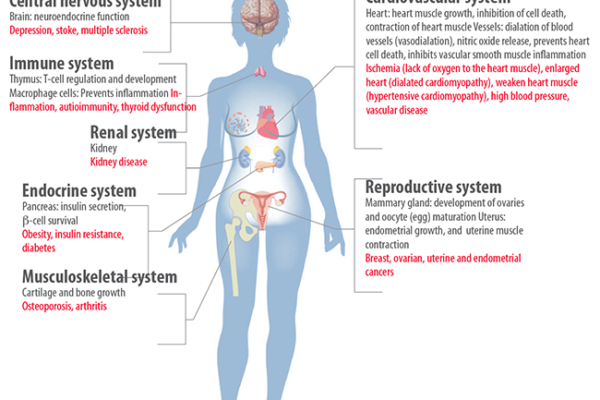 Central nervous system
Brain: neuroendocrine function
Depression, stoke, multiple sclerosis
Immune system
Thymus: T-cell regulation and development
Macrophage cells: Prevents inflammation In-
flammation, autioimmunity, thyroid dysfunction
Renal system
Kidney
Kidney disease
Endocrine system
Pancreas: insulin secretion,
β-cell survival
Obesity, insulin resistance,
diabetes
Musculoskeletal system
Cartilage and bone growth
Osteoporosis, arthritis
Cardiovascular system
Heart: heart muscle growth, inhibition of cell death,
contraction of heart muscle Vessels: dialation of blood
vessels (vasodialation), nitric oxide release, prevents heart
cell death, inhibits vascular smooth muscle inflammation
Ischemia (lack of oxygen to the heart muscle), enlarged
heart (dialated cardiomyopathy), weaken heart muscle
(hypertensive cardiomyopathy), high blood pressure,
vascular disease
Reproductive system
Mammary gland: development of ovaries
and oocyte (egg) maturation Uterus:
endometrial growth, and uterine muscle
contraction
Breast, ovarian, uterine and endometrial
cancers